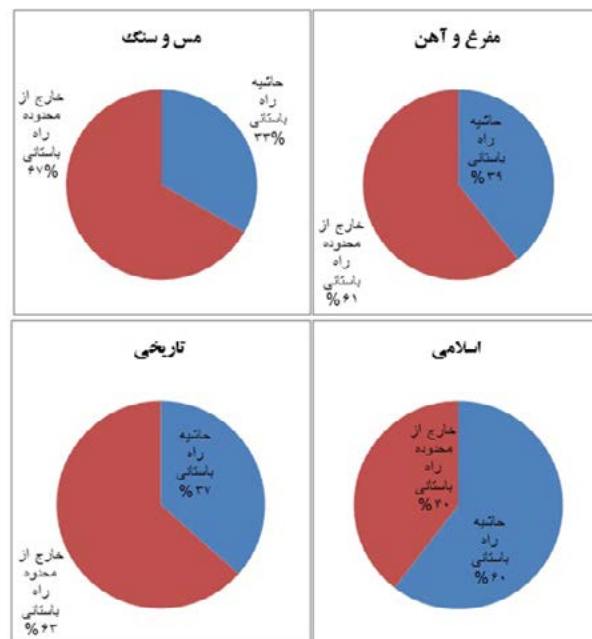 مفرغ و آهن
حاشیه
راه
باستانی
%۳۹
خارج از
محدوده
راه
باستانی
%۶۱
مس و سنگ
حاشیه
راه
باستانی
۳۳%
خارج از
محدوده
راه
باستانی
۶۷%
اسلامی
خارج از
محدوده
راه
باستانی
%۴۰
حاشیه
راه
باستانی
%۶۰
تاریخی
حاشیه
راه
باستانی
%۳۷
خارج از
محدوه
راه
باستانی
%۶۳